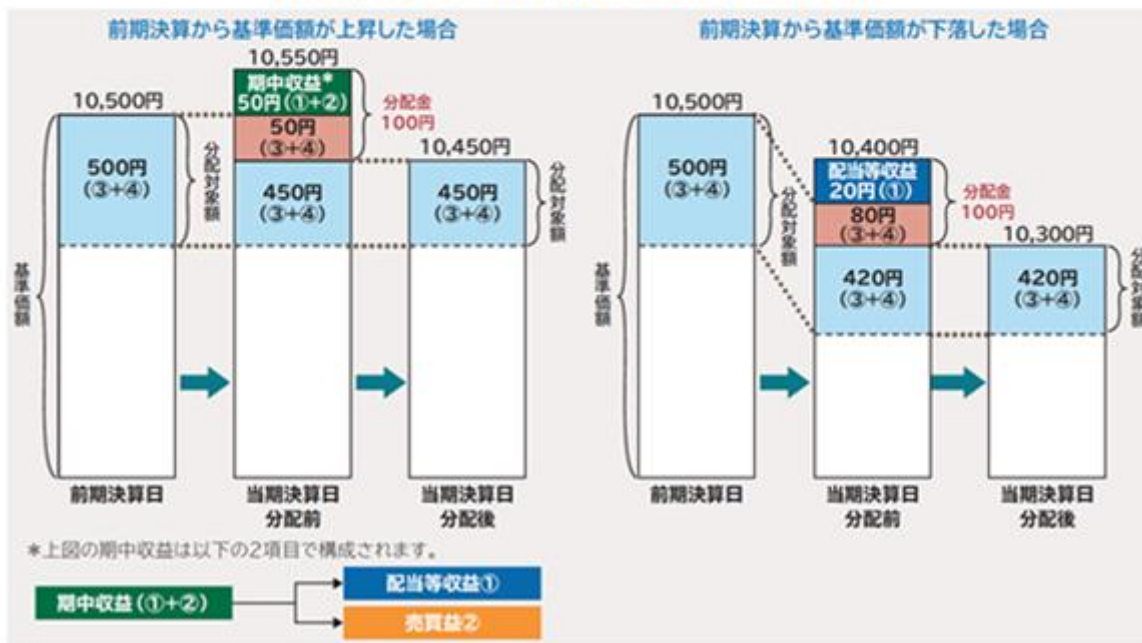 前期決算から基準価額が上昇した場合
10,500円
500円
(③+④)
分配対象額
基準価額
前期決算日
10,550円
期中収益*
50円(①+②)
50円
(③+④)
450円
(③+④)
分配金
100円
当期決算日
分配前
10,450円
450円
(③+④)
分配対象額
当期決算日
分配後
前期決算から基準価額が下落した場合
10,500円
500円
(③+④)
分配対象額
基準価額
前期決算日
10,400円
配当等収益
20円(①)
80円
(③+④)
420円
(③+④)
分配金
100円
当期決算日
分配前
10,300円
420円
(③+④)
分配対象額
当期決算日
分配後
*上図の期中収益は以下の2項目で構成されます。
期中収益(①+②)
配当等収益①
売買益②